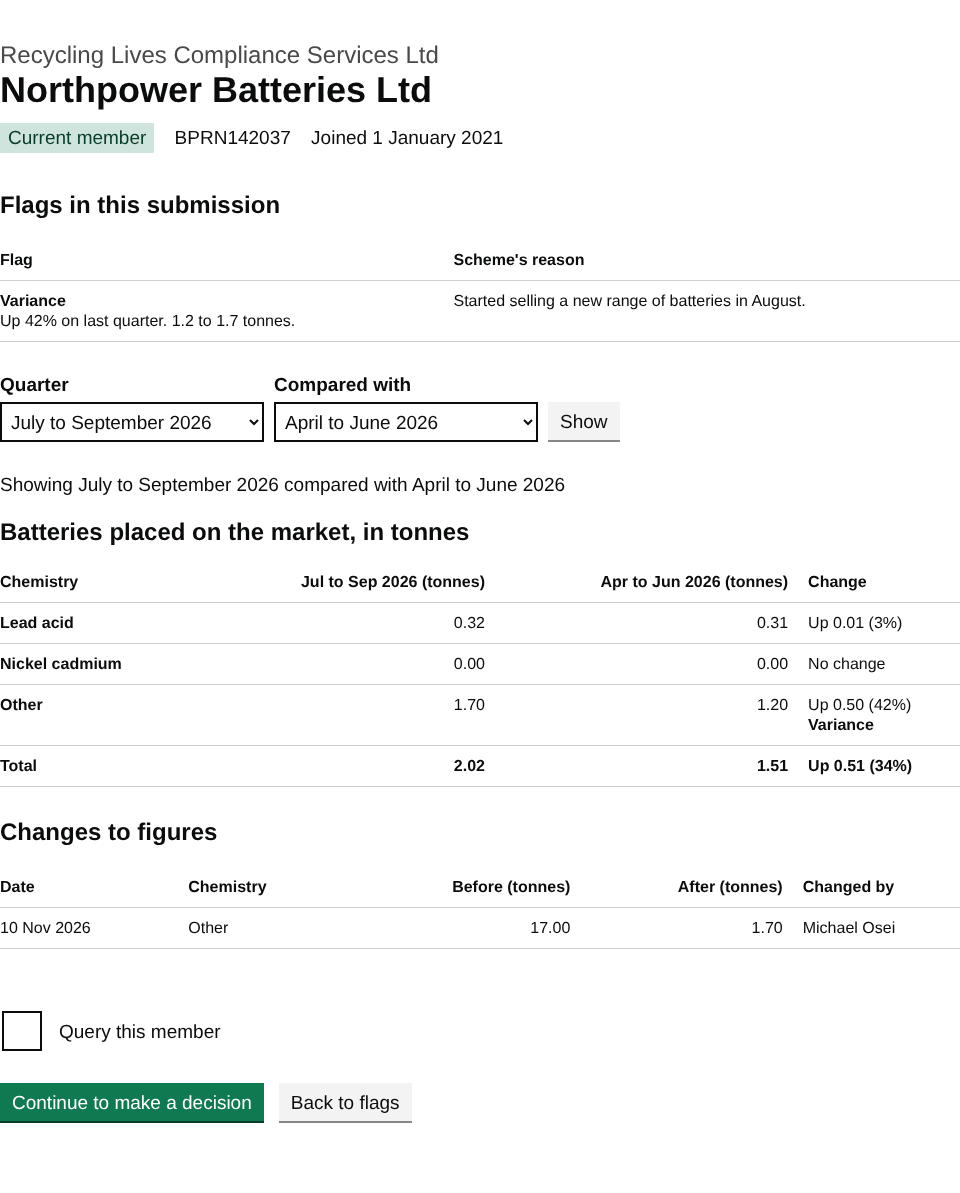 Recycling Lives Compliance Services Ltd
Northpower Batteries Ltd
Current member BPRN142037 Joined 1 January 2021
Flags in this submission
Flag Scheme's reason
Variance Started selling a new range of batteries in August.
Up 42% on last quarter. 1.2 to 1.7 tonnes.
Quarter Compared with
July to September 2026 April to June 2026 Show
Showing July to September 2026 compared with April to June 2026
Batteries placed on the market, in tonnes
Chemistry Jul to Sep 2026 (tonnes) Apr to Jun 2026 (tonnes) Change
Lead acid 0.32 0.31 Up 0.01 (3%)
Nickel cadmium 0.00 0.00 No change
Other 1.70 1.20 Up 0.50 (42%)
Variance
Total 2.02 1.51 Up 0.51 (34%)
Changes to figures
Date Chemistry Before (tonnes) After (tonnes) Changed by
10 Nov 2026 Other 17.00 1.70 Michael Osei
Query this member
Continue to make a decision Back to flags